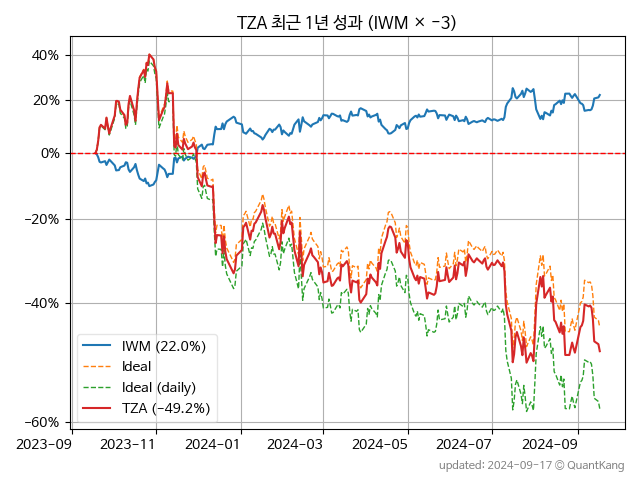 TZA 최근 1년 성과 (IWM × −3)
40%
20%
0%
−20%
−40%
−60%
IWM (22.0%)
Ideal
Ideal (daily)
TZA (−49.2%)
2023-09
2023-11
2024-01
2024-03
2024-05
2024-07
2024-09
updated: 2024-09-17 © QuantKang